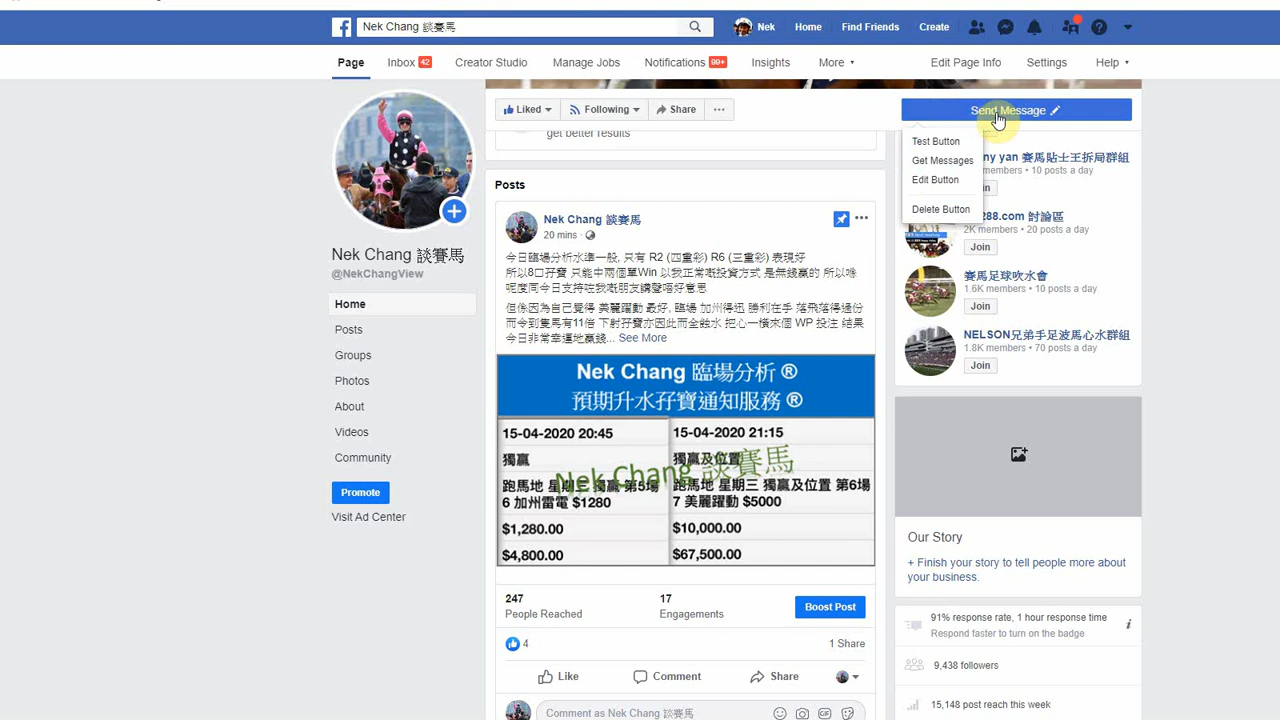 Nek Chang 談賽馬
Nek
Home
Find Friends
Create
Page
Inbox 42
Creator Studio
Manage Jobs
Notifications 99+
Insights
More
Edit Page Info
Settings
Help
Liked
Following
Share
Send Message
Test Button
Get Messages
Edit Button
Delete Button
Nek Chang 談賽馬
@NekChangView
Home
Posts
Groups
Photos
About
Videos
Community
Promote
Visit Ad Center
get better results
Posts
Nek Chang 談賽馬
20 mins
今日臨場分析水準一般, 只有 R2 (四重彩) R6 (三重彩) 表現好
所以8口孖寶 只能中兩個單Win 以我正常嘅投資方式 是無錢贏的 所以喺
呢度同今日支持咗我嘅朋友講聲唔好意思
但係因為自己覺得 美麗躍動 最好, 臨場 加州得迅 勝利在手 落飛落得過份
而令到隻馬有11倍 下射孖寶亦因此而金蝕水 把心一橫來個 WP 投注 結果
今日非常幸運地贏錢... See More
Nek Chang 臨場分析 ®
預期升水孖寶通知服務 ®
15-04-2020 20:45
獨贏
跑馬地 星期三 獨贏 第5場
6 加州雷電 $1280
$1,280.00
$4,800.00
15-04-2020 21:15
獨贏及位置
跑馬地 星期三 獨贏及位置 第6場
7 美麗躍動 $5000
$10,000.00
$67,500.00
Nek Chang 談賽馬
247
People Reached
17
Engagements
Boost Post
4
1 Share
Like
Comment
Share
Comment as Nek Chang 談賽馬
GIF
ny yan 賽馬貼士王拆局群組
members • 10 posts a day
in
288.com 討論區
2K members • 20 posts a day
Join
賽馬足球吹水會
1.6K members • 10 posts a day
Join
NELSON兄弟手足波馬心水群組
1.8K members • 70 posts a day
Join
Our Story
+ Finish your story to tell people more about
your business.
91% response rate, 1 hour response time
Respond faster to turn on the badge
9,438 followers
15,148 post reach this week